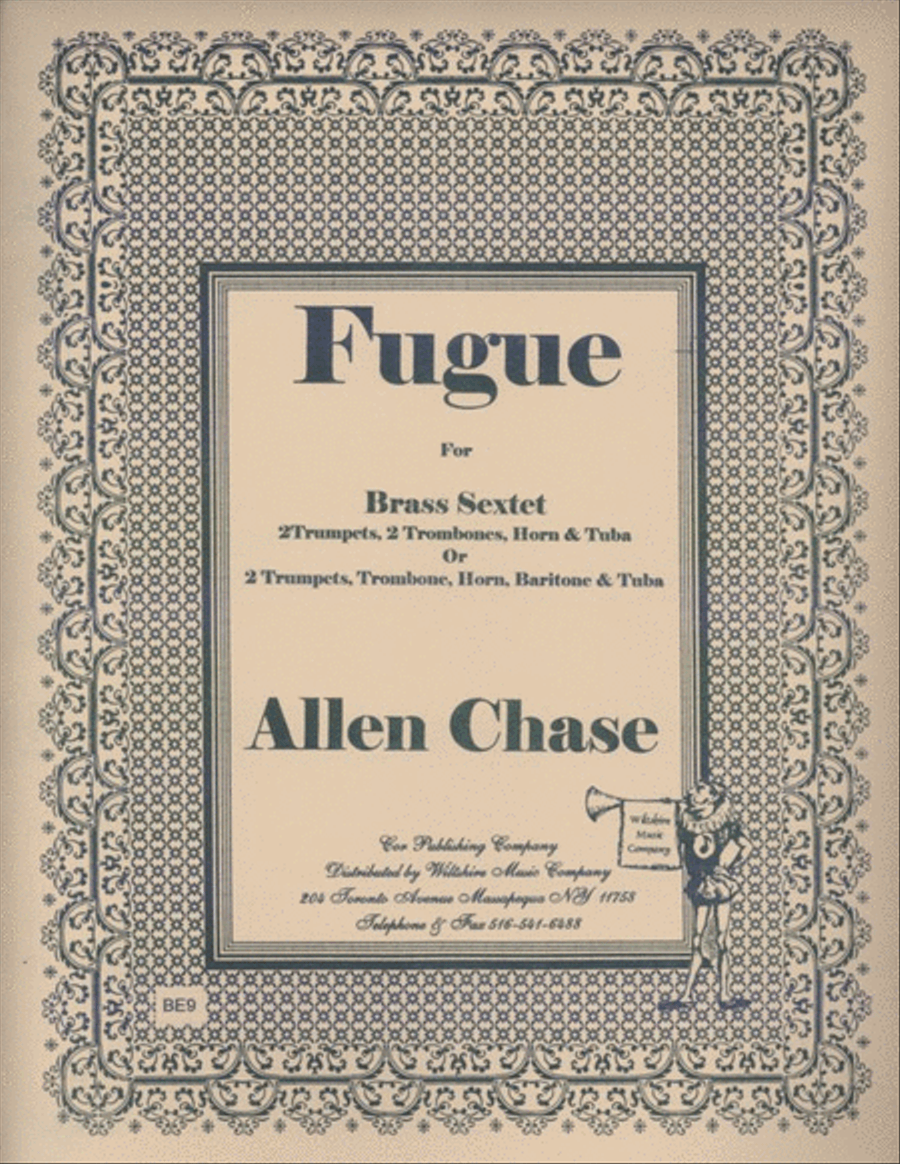 Fugue
For
Brass Sextet
2Trumpets, 2 Trombones, Horn & Tuba
Or
2 Trumpets, Trombone, Horn, Baritone & Tuba
Allen Chase
Wiltshire
Music
Company
Cor Publishing Company
Distributed by Wiltshire Music Company
204 Toronto Avenue Massapequa NY 11758
Telephone & Fax 516-541-6488
BE9